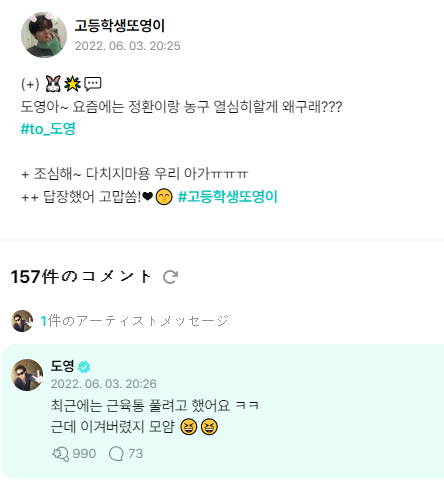 고등학생또영이
2022. 06. 03. 20:25
(+) 🐰🌟💬
도영아~ 요즘에는 정환이랑 농구 열심히할게 왜구래???
#to_도영
+ 조심해~ 다치지마용 우리 아가ㅠㅠㅠ
++ 답장했어 고맙씀!❤😙 #고등학생또영이
157件のコメント
1件のアーティストメッセージ
도영
2022. 06. 03. 20:26
최근에는 근육통 풀려고 했어요 ㅋㅋ
근데 이겨버렸지 모얌 😆😆
990 73